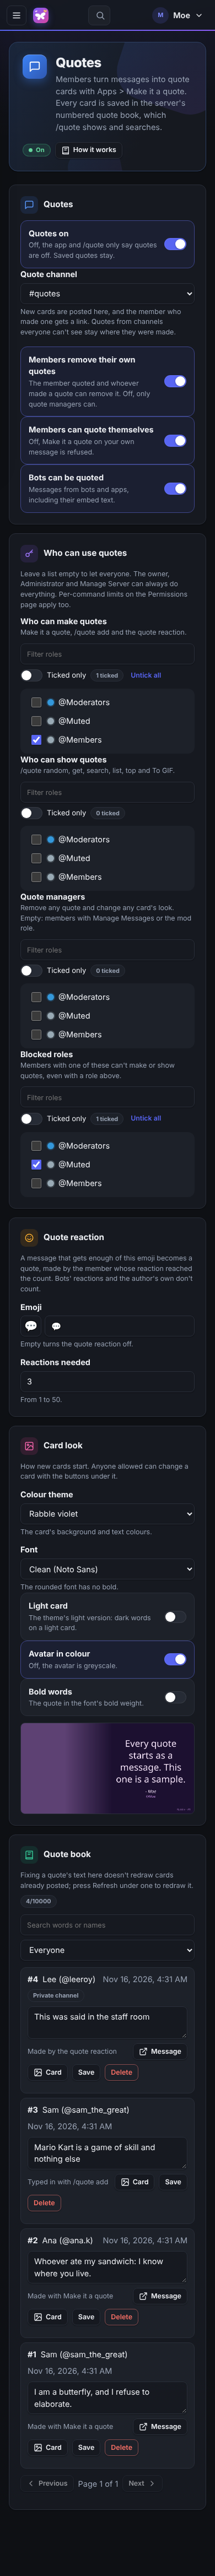 M Moe
Quotes
Members turn messages into quote
cards with Apps > Make it a quote.
Every card is saved in the server's
numbered quote book, which
/quote shows and searches.
On
How it works
Quotes
Quotes on
Off, the app and /quote only say quotes
are off. Saved quotes stay.
Quote channel
#quotes
New cards are posted here, and the member who
made one gets a link. Quotes from channels
everyone can't see stay where they were made.
Members remove their own
quotes
The member quoted and whoever
made a quote can remove it. Off, only
quote managers can.
Members can quote themselves
Off, Make it a quote on your own
message is refused.
Bots can be quoted
Messages from bots and apps,
including their embed text.
Who can use quotes
Leave a list empty to let everyone. The owner,
Administrator and Manage Server can always do
everything. Per-command limits on the Permissions
page apply too.
Who can make quotes
Make it a quote, /quote add and the quote reaction.
Filter roles
Ticked only 1 ticked Untick all
@Moderators
@Muted
@Members
Who can show quotes
/quote random, get, search, list, top and To GIF.
Filter roles
Ticked only 0 ticked
@Moderators
@Muted
@Members
Quote managers
Remove any quote and change any card's look.
Empty: members with Manage Messages or the mod
role.
Filter roles
Ticked only 0 ticked
@Moderators
@Muted
@Members
Blocked roles
Members with one of these can't make or show
quotes, even with a role above.
Filter roles
Ticked only 1 ticked Untick all
@Moderators
@Muted
@Members
Quote reaction
A message that gets enough of this emoji becomes a
quote, made by the member whose reaction reached
the count. Bots' reactions and the author's own don't
count.
Emoji
Empty turns the quote reaction off.
Reactions needed
3
From 1 to 50.
Card look
How new cards start. Anyone allowed can change a
card with the buttons under it.
Colour theme
Rabble violet
The card's background and text colours.
Font
Clean (Noto Sans)
The rounded font has no bold.
Light card
The theme's light version: dark words
on a light card.
Avatar in colour
Off, the avatar is greyscale.
Bold words
The quote in the font's bold weight.
Every quote
starts as a
message. This
one is a sample.
Quote book
Fixing a quote's text here doesn't redraw cards
already posted; press Refresh under one to redraw it.
4/10000
Search words or names
Everyone
#4 Lee (@leeroy) Nov 16, 2026, 4:31 AM
Private channel
This was said in the staff room
Made by the quote reaction Message
Card Save Delete
#3 Sam (@sam_the_great)
Nov 16, 2026, 4:31 AM
Mario Kart is a game of skill and
nothing else
Typed in with /quote add Card Save
Delete
#2 Ana (@ana.k) Nov 16, 2026, 4:31 AM
Whoever ate my sandwich: I know
where you live.
Made with Make it a quote Message
Card Save Delete
#1 Sam (@sam_the_great)
Nov 16, 2026, 4:31 AM
I am a butterfly, and I refuse to
elaborate.
Made with Make it a quote Message
Card Save Delete
Previous Page 1 of 1 Next